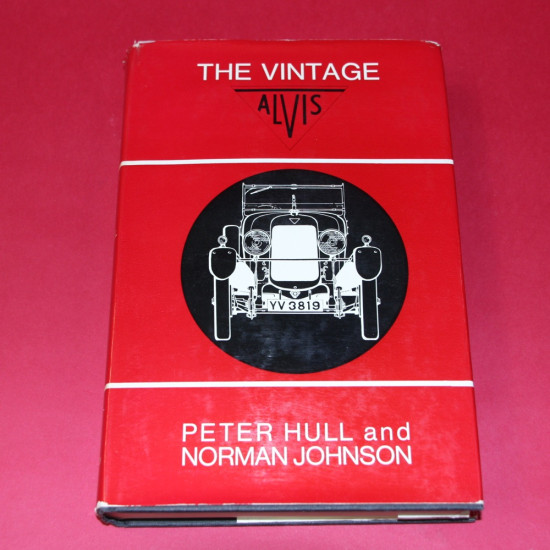 THE VINTAGE
ALVIS
YV 3819
PETER HULL and
NORMAN JOHNSON